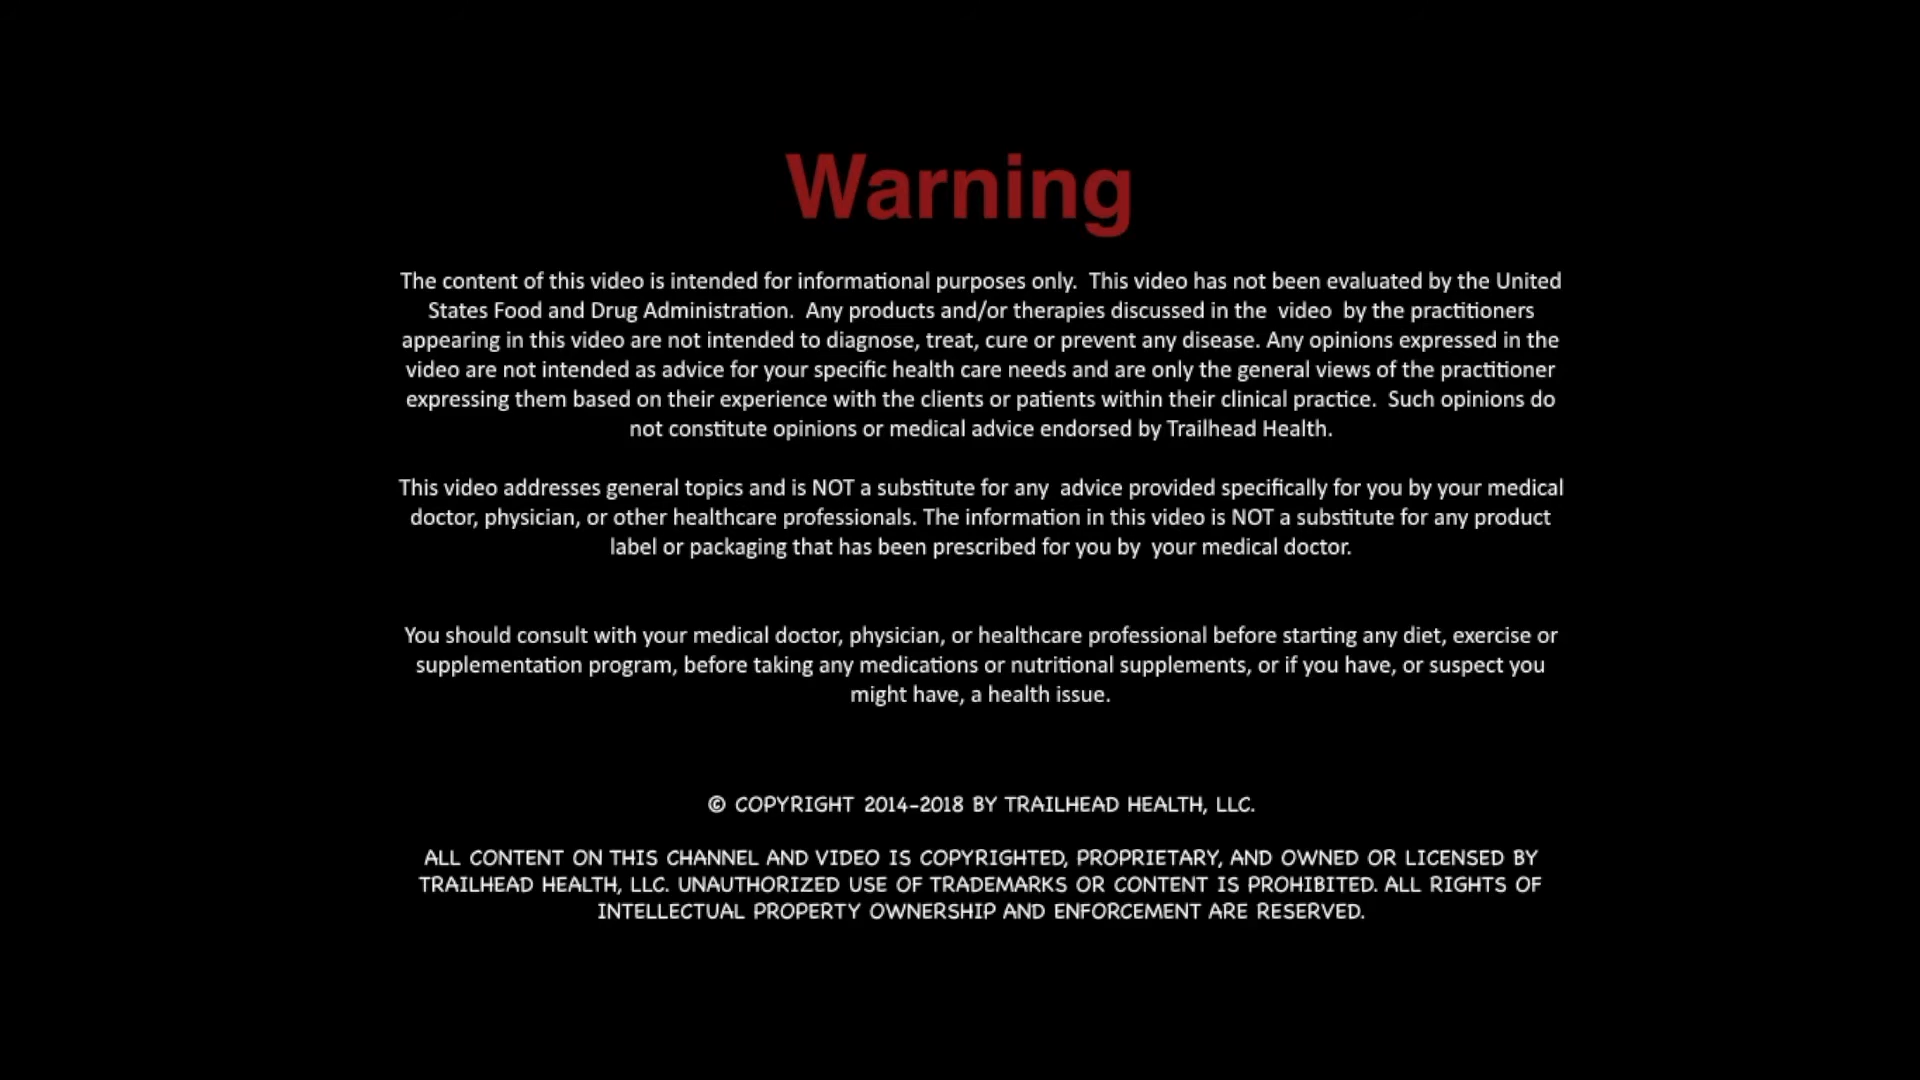 Warning
The content of this video is intended for informational purposes only.  This video has not been evaluated by the United
States Food and Drug Administration.  Any products and/or therapies discussed in the  video  by the practitioners
appearing in this video are not intended to diagnose, treat, cure or prevent any disease. Any opinions expressed in the
video are not intended as advice for your specific health care needs and are only the general views of the practitioner
expressing them based on their experience with the clients or patients within their clinical practice.  Such opinions do
not constitute opinions or medical advice endorsed by Trailhead Health.
This video addresses general topics and is NOT a substitute for any  advice provided specifically for you by your medical
doctor, physician, or other healthcare professionals. The information in this video is NOT a substitute for any product
label or packaging that has been prescribed for you by  your medical doctor.
You should consult with your medical doctor, physician, or healthcare professional before starting any diet, exercise or
supplementation program, before taking any medications or nutritional supplements, or if you have, or suspect you
might have, a health issue.
© COPYRIGHT 2014-2018 BY TRAILHEAD HEALTH, LLC.
ALL CONTENT ON THIS CHANNEL AND VIDEO IS COPYRIGHTED, PROPRIETARY, AND OWNED OR LICENSED BY
TRAILHEAD HEALTH, LLC. UNAUTHORIZED USE OF TRADEMARKS OR CONTENT IS PROHIBITED. ALL RIGHTS OF
INTELLECTUAL PROPERTY OWNERSHIP AND ENFORCEMENT ARE RESERVED.